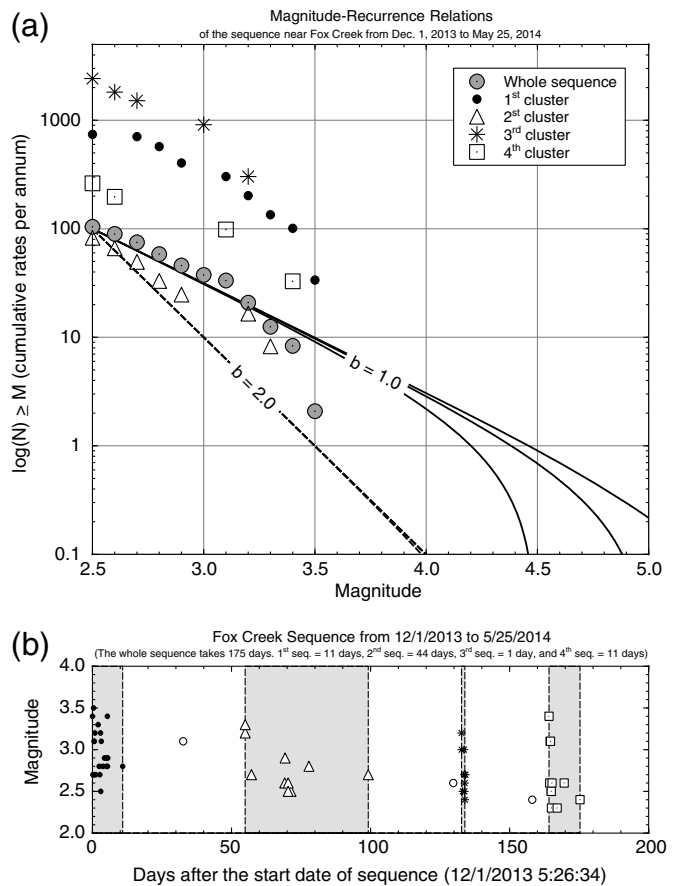 (a)
Magnitude-Recurrence Relations
of the sequence near Fox Creek from Dec. 1, 2013 to May 25, 2014
Whole sequence
1st cluster
2st cluster
3rd cluster
4th cluster
log(N) ≥ M (cumulative rates per annum)
1000
100
10
1
0.1
b = 1.0
b = 2.0
2.5 3.0 3.5 4.0 4.5 5.0
Magnitude
(b)
Fox Creek Sequence from 12/1/2013 to 5/25/2014
(The whole sequence takes 175 days. 1st seq. = 11 days, 2nd seq. = 44 days, 3rd seq. = 1 day, and 4th seq. = 11 days)
Magnitude
4.0
3.5
3.0
2.5
2.0
0 50 100 150 200
Days after the start date of sequence (12/1/2013 5:26:34)